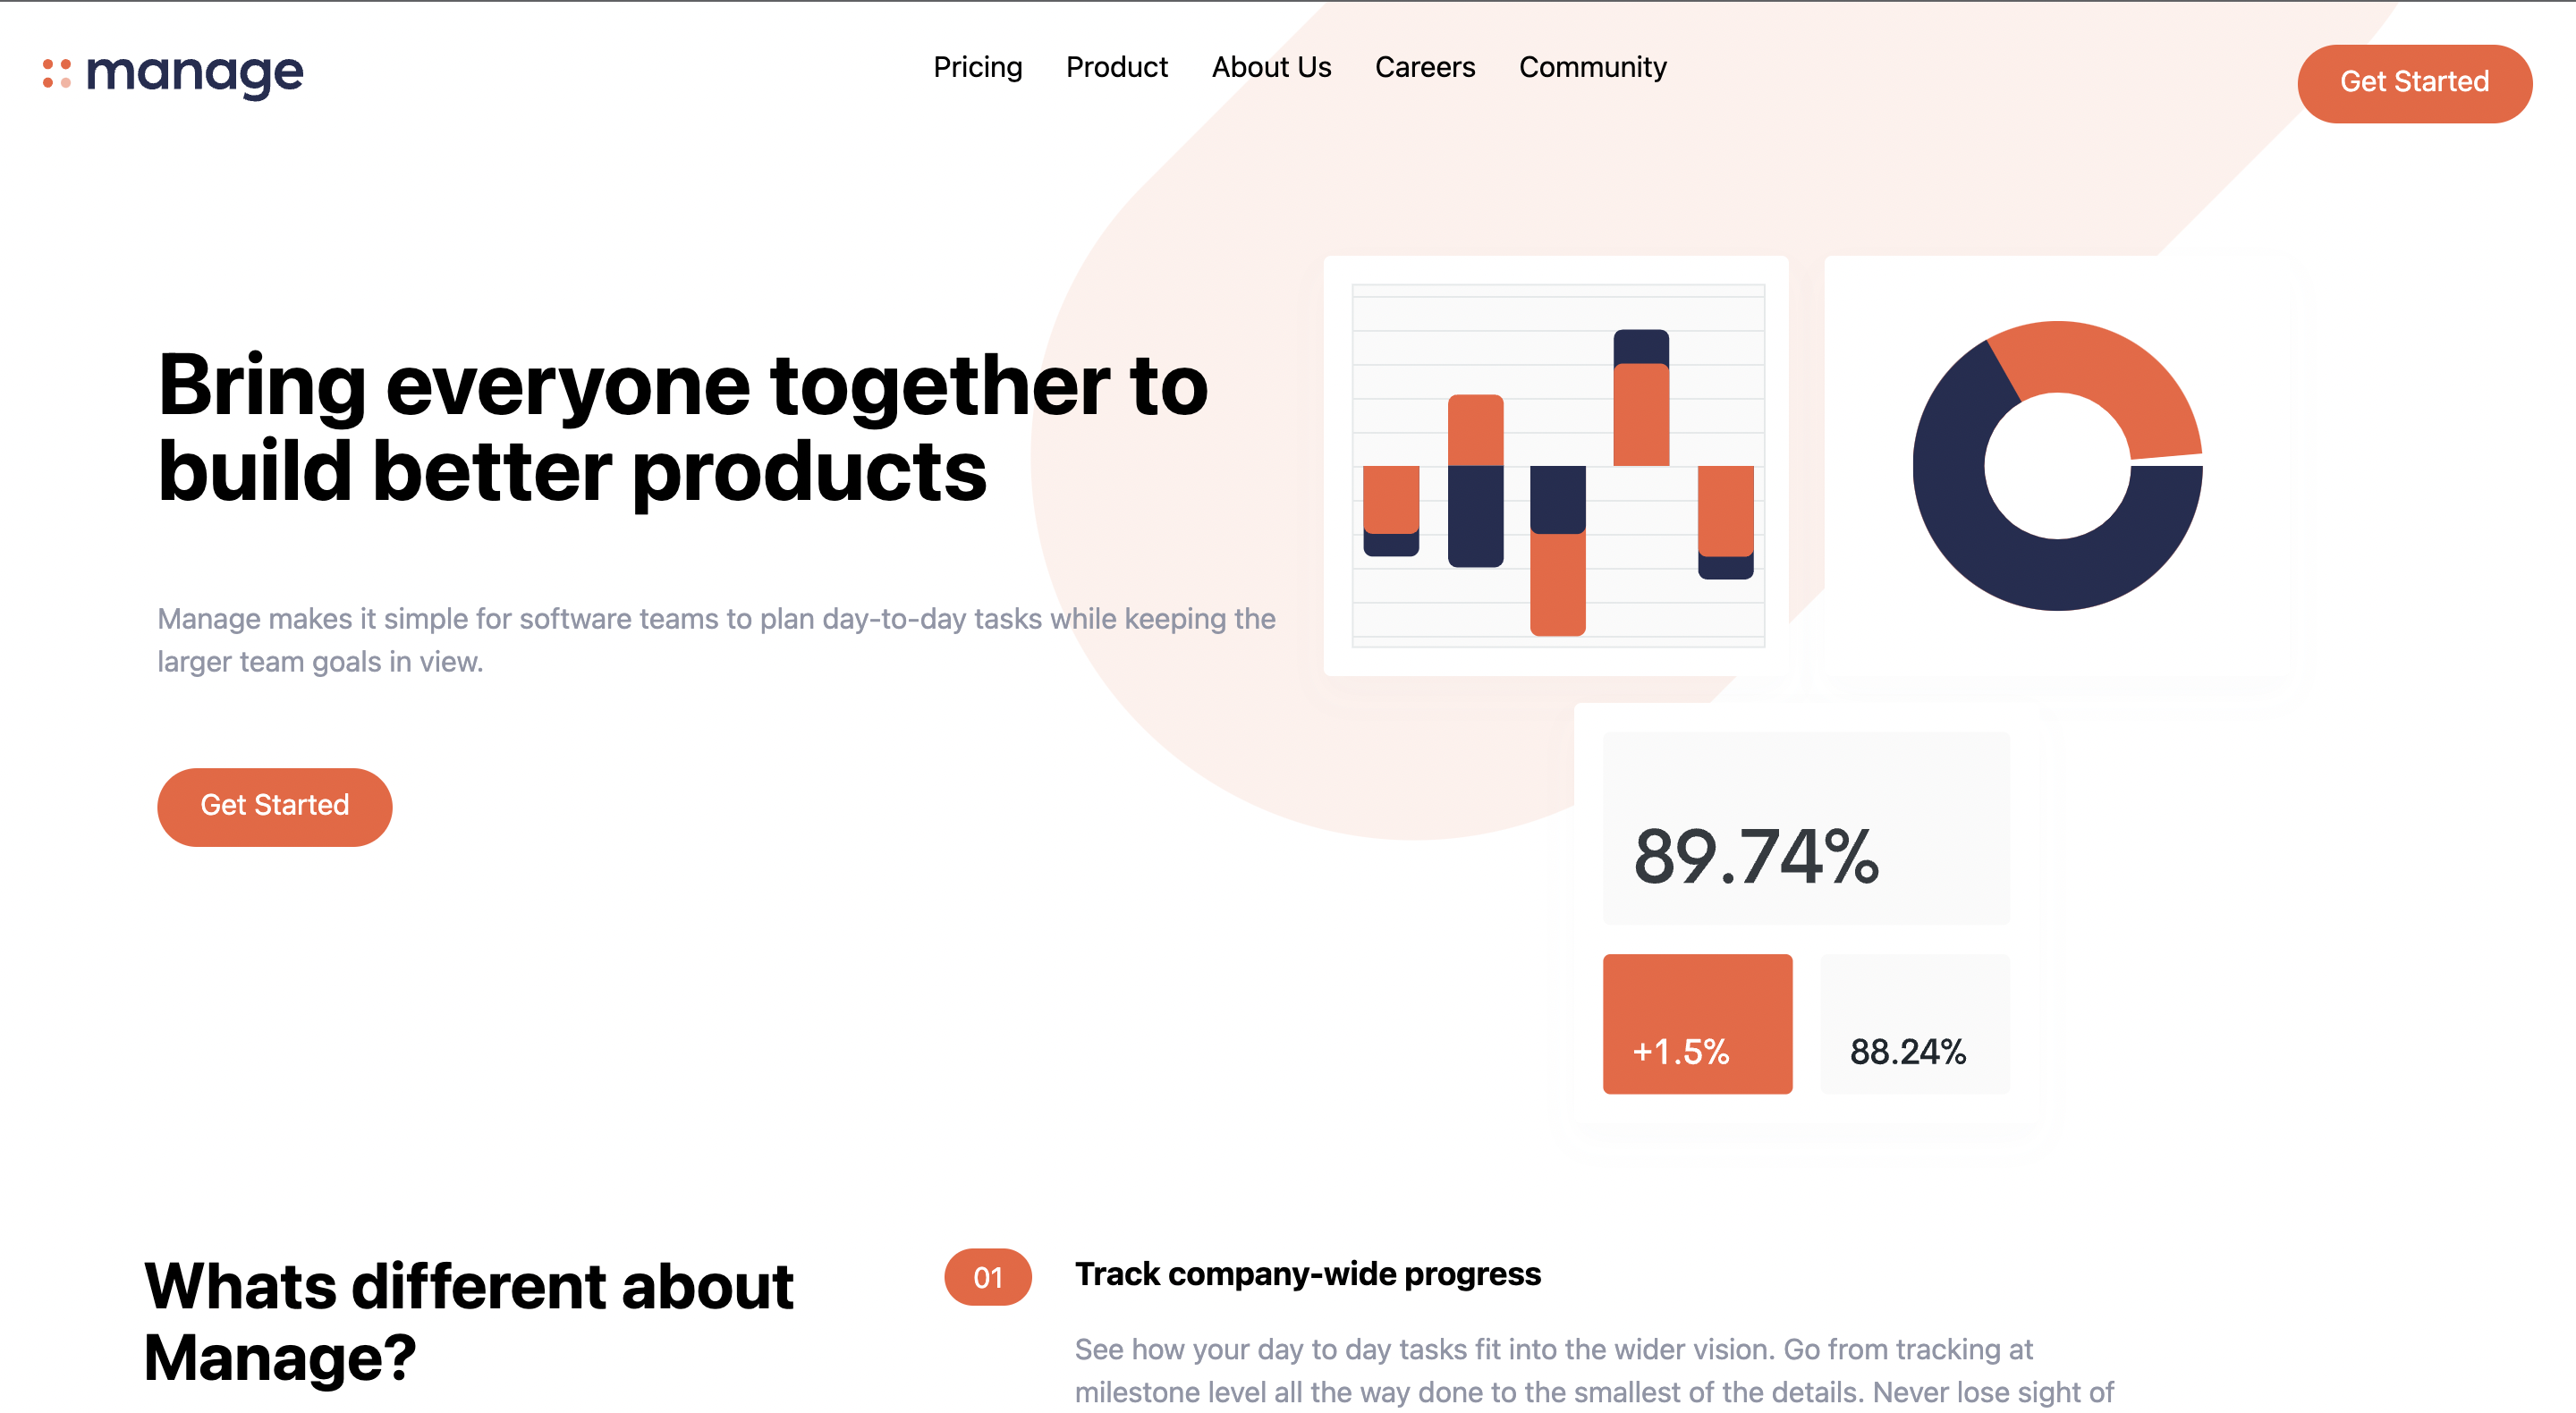 manage
Pricing
Product
About Us
Careers
Community
Get Started
Bring everyone together to
build better products
Manage makes it simple for software teams to plan day-to-day tasks while keeping the
larger team goals in view.
Get Started
89.74%
+1.5%
88.24%
Whats different about
Manage?
01
Track company-wide progress
See how your day to day tasks fit into the wider vision. Go from tracking at
milestone level all the way done to the smallest of the details. Never lose sight of